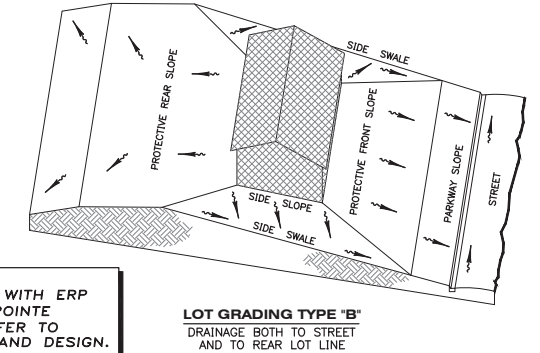 SIDE SWALE
PROTECTIVE REAR SLOPE
PROTECTIVE FRONT SLOPE
PARKWAY SLOPE
STREET
SIDE SLOPE
SIDE SWALE
WITH ERP
POINTE
FER TO
AND DESIGN.
LOT GRADING TYPE "B"
DRAINAGE BOTH TO STREET
AND TO REAR LOT LINE